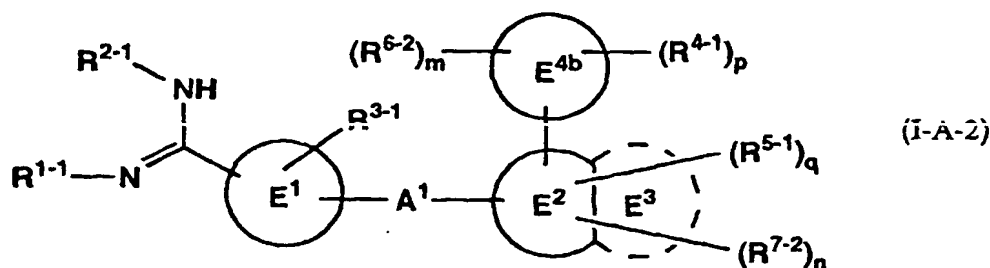 R²⁻¹
NH
R¹⁻¹—N
R³⁻¹
E¹
A¹
(R⁶⁻²)m
E⁴ᵇ
(R⁴⁻¹)p
E²
E³
(R⁵⁻¹)q
(R⁷⁻²)n
(I-A-2)